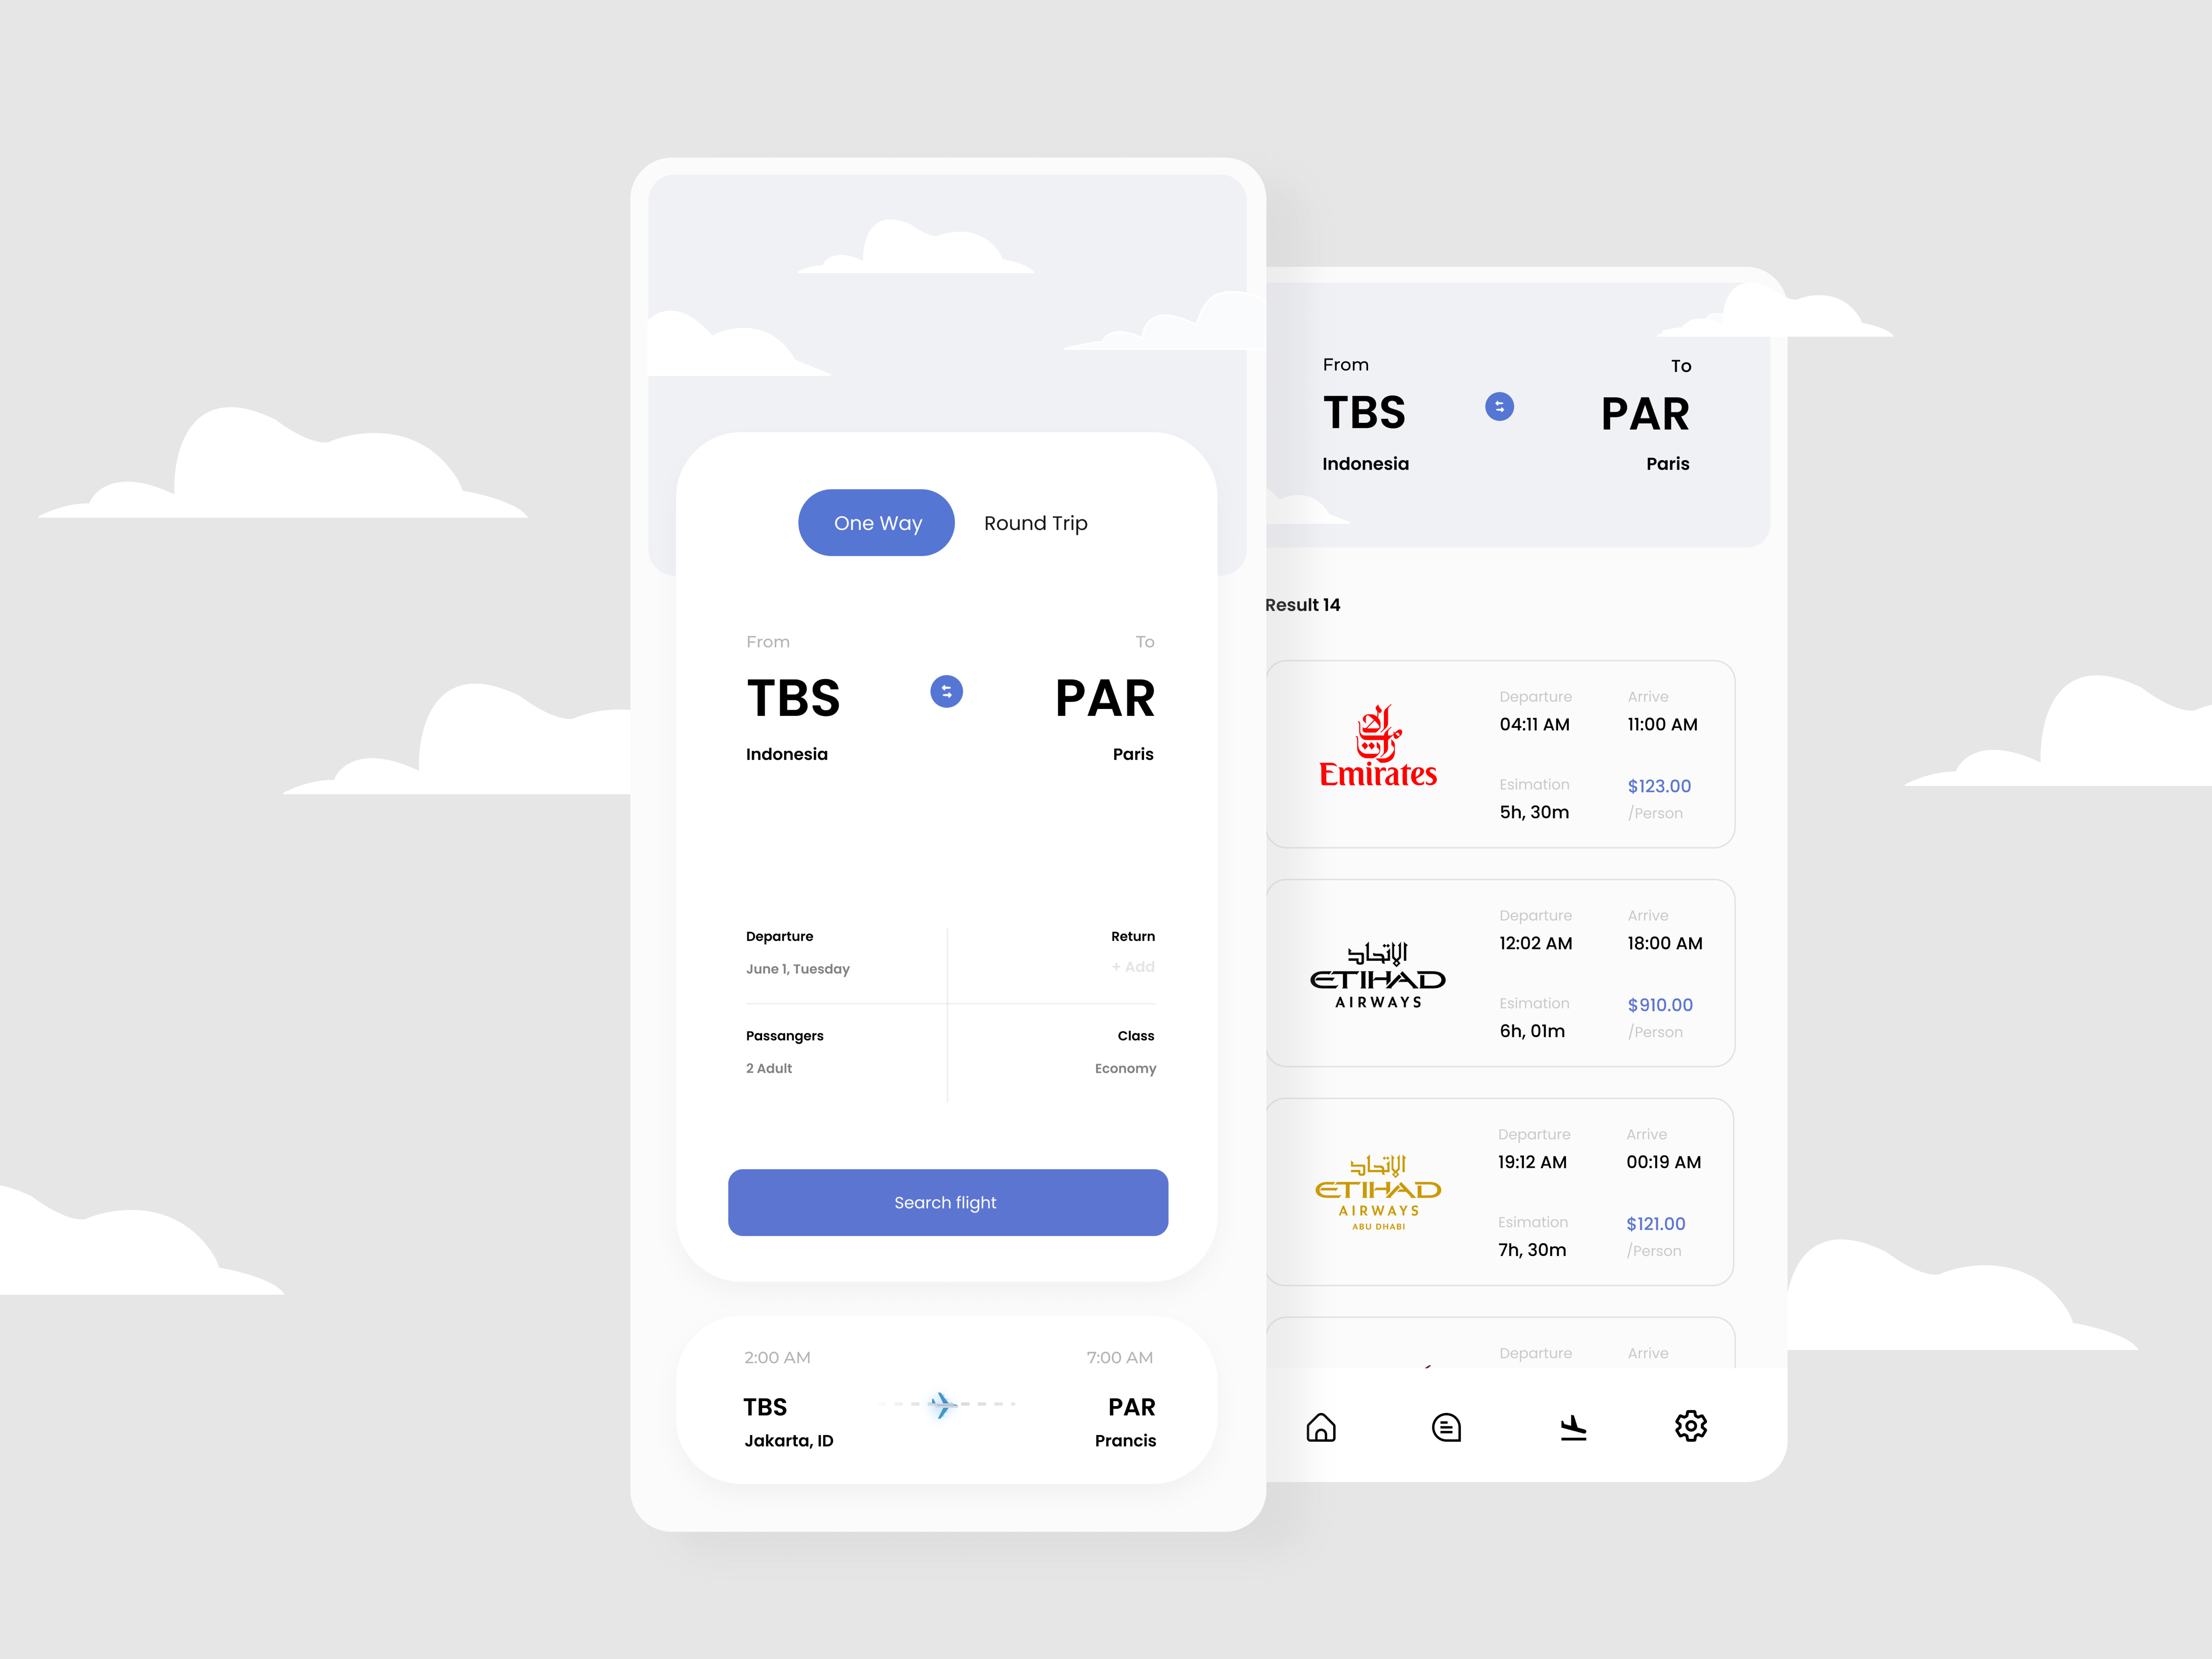 One Way Round Trip
From To
TBS PAR
Indonesia Paris
Departure Return
June 1, Tuesday + Add
Passangers Class
2 Adult Economy
Search flight
2:00 AM 7:00 AM
TBS PAR
Jakarta, ID Prancis
From To
TBS PAR
Indonesia Paris
Result 14
Emirates
Departure Arrive
04:11 AM 11:00 AM
Esimation $123.00
5h, 30m /Person
الإتحاد
ETIHAD
AIRWAYS
Departure Arrive
12:02 AM 18:00 AM
Esimation $910.00
6h, 01m /Person
الإتحاد
ETIHAD
AIRWAYS
ABU DHABI
Departure Arrive
19:12 AM 00:19 AM
Esimation $121.00
7h, 30m /Person
Departure Arrive